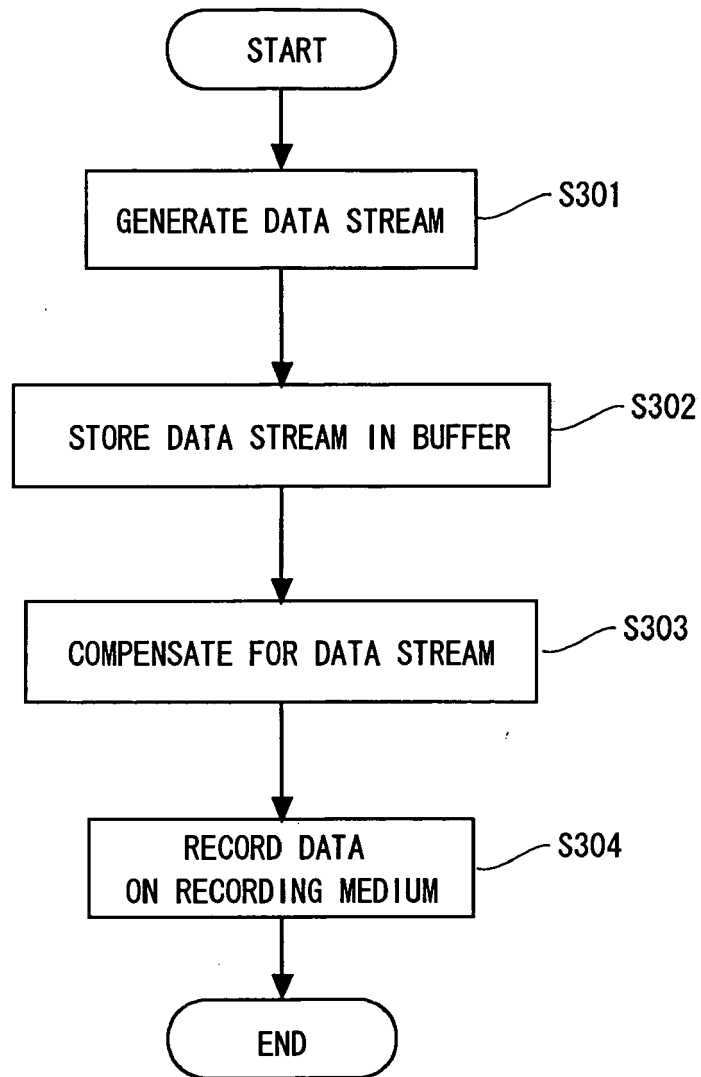 START
GENERATE DATA STREAM
S301
STORE DATA STREAM IN BUFFER
S302
COMPENSATE FOR DATA STREAM
S303
RECORD DATA
ON RECORDING MEDIUM
S304
END